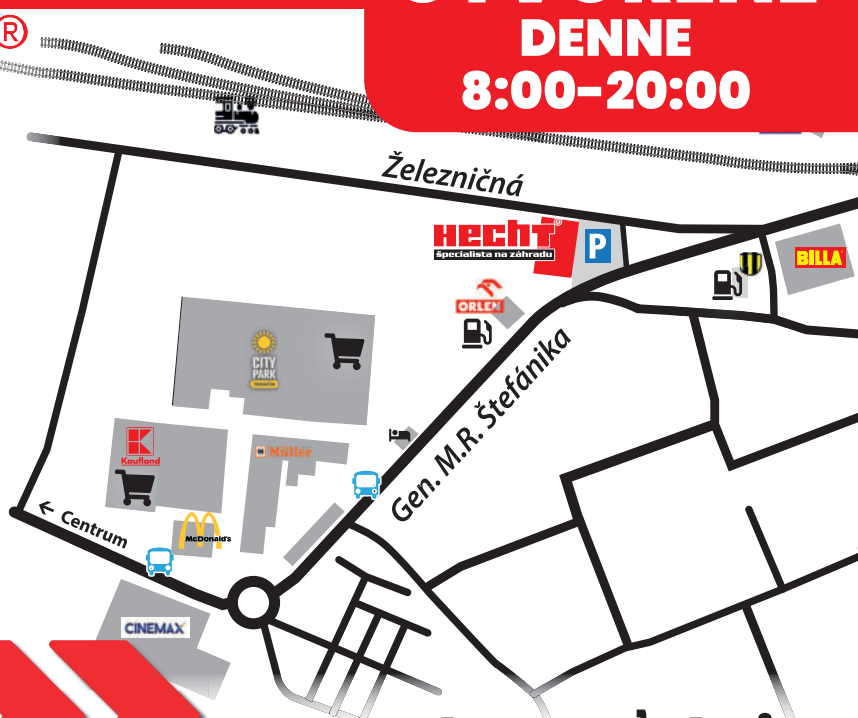 ®
DENNE
8:00-20:00
Železničná
HECHT®
špecialista na záhradu
P
BILLA
ORLEN
CITY
PARK
Gen. M.R. Štefánika
Kaufland
Müller
← Centrum
McDonald's
CINEMAX